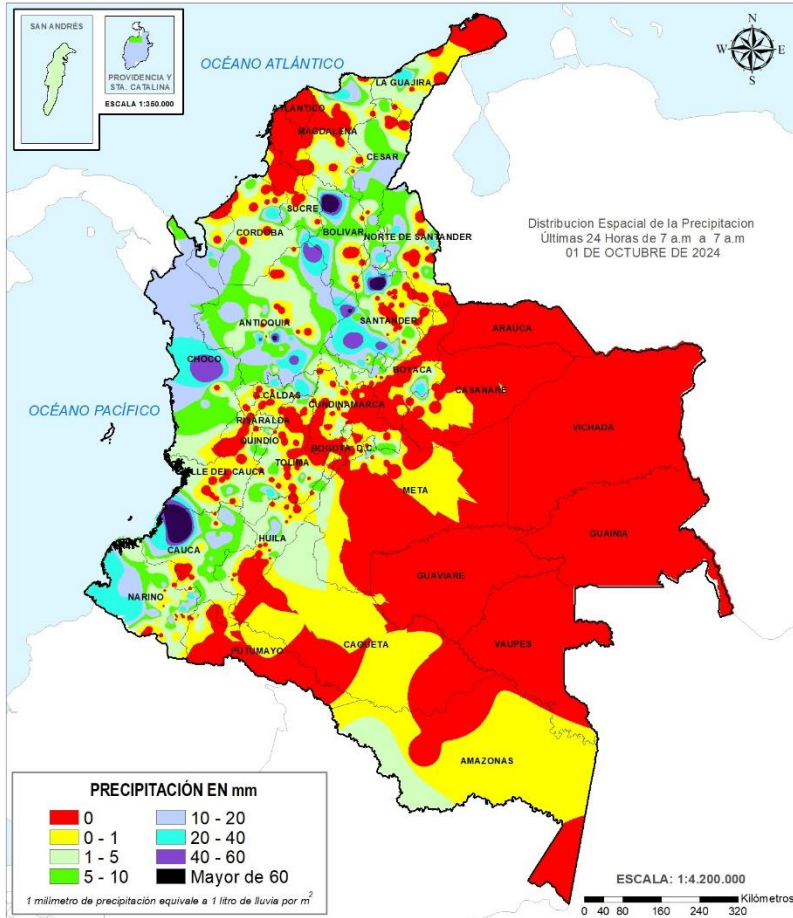 SAN ANDRÉS
PROVIDENCIA Y
STA. CATALINA
ESCALA 1:350.000
OCÉANO ATLÁNTICO
N
W
E
S
LA GUAJIRA
ATLANTICO
MAGDALENA
CESAR
SUCRE
CORDOBA
BOLIVAR
NORTE DE SANTANDER
Distribucion Espacial de la Precipitacion
Últimas 24 Horas de 7 a.m a 7 a.m
01 DE OCTUBRE DE 2024
ANTIOQUIA
SANTANDER
ARAUCA
CHOCO
BOYACA
CASANARE
CALDAS
CUNDINAMARCA
OCÉANO PACÍFICO
RISARALDA
VICHADA
QUINDIO
BOGOTA D.C.
TOLIMA
VALLE DEL CAUCA
META
GUAINIA
HUILA
CAUCA
GUAVIARE
NARIÑO
CAQUETA
VAUPES
PUTUMAYO
AMAZONAS
PRECIPITACIÓN EN mm
0
10 - 20
0 - 1
20 - 40
1 - 5
40 - 60
5 - 10
Mayor de 60
1 milimetro de precipitación equivale a 1 litro de lluvia por m²
ESCALA: 1:4.200.000
Kilómetros
0 40 80 160 240 320